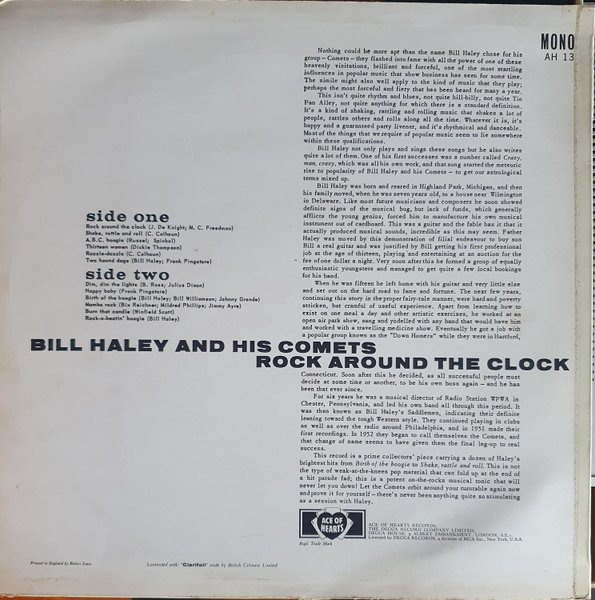 MONO
AH 13
Nothing could be more apt than the name Bill Haley chose for his
group — Comets — they flashed into fame with all the power of one of these
heavenly visitations, brilliant and forceful, one of the most startling
influences in popular music that show business has seen for some time.
The simile might also well apply to the kind of music that they play;
perhaps the most forceful and fiery that has been heard for many a year.
This isn't quite rhythm and blues, not quite hill-billy, not quite Tin
Pan Alley, not quite anything for which there is a standard definition.
It's a kind of shaking, rattling and rolling music that shakes a lot of
people, rattles others and rolls along all the time. Whatever it is, it's
happy and a guaranteed party livener, and it's rhythmical and danceable.
Most of the things that we require of popular music seem to lie somewhere
within these qualifications.
Bill Haley not only plays and sings these songs but he also writes
quite a lot of them. One of his first successes was a number called Crazy,
man, crazy, which was all his own work, and that song started the meteoric
rise to popularity of Bill Haley and his Comets — to get our astrological
terms mixed up.
Bill Haley was born and reared in Highland Park, Michigan, and then
his family moved, when he was seven years old, to a house near Wilmington
in Delaware. Like most future musicians and composers he soon showed
definite signs of the musical bug, but lack of funds, which generally
afflicts the young genius, forced him to manufacture his own musical
instrument out of cardboard. This was a guitar and the fable has it that it
actually produced musical sounds, incredible as this may seem. Father
Haley was moved by this demonstration of filial endeavour to buy son
Bill a real guitar and was justified by Bill getting his first professional
job at the age of thirteen, playing and entertaining at an auction for the
fee of one dollar a night. Very soon after this he formed a group of equally
enthusiastic youngsters and managed to get quite a few local bookings
for his band.
When he was fifteen he left home with his guitar and very little else
and set out on the hard road to fame and fortune. The next few years,
continuing this story in the proper fairy-tale manner, were hard and poverty
stricken, but crammed of useful experience. Apart from learning how to
exist on one meal a day and other artistic exercises, he worked at an
open air park show, sang and yodelled with any band that would have him
and worked with a travelling medicine show. Eventually he got a job with
a popular group known as the "Down Homers" while they were in Hartford,
side one
Rock around the clock (J. De Knight; M. C. Freedman)
Shake, rattle and roll (C. Calhoun)
A.B.C. boogie (Russel; Spickel)
Thirteen women (Dickie Thompson)
Razzle-dazzle (C. Calhoun)
Two hound dogs (Bill Haley; Frank Pingatore)
side two
Dim, dim the lights (B. Ross; Julius Dixon)
Happy baby (Frank Pingatore)
Birth of the boogie (Bill Haley; Bill Williamson; Johnny Grande)
Mambo rock (Bix Reichner; Mildred Phillips; Jimmy Ayre)
Burn that candle (Winfield Scott)
Rock-a-beatin' boogie (Bill Haley)
BILL HALEY AND HIS COMETS
ROCK AROUND THE CLOCK
Connecticut. Soon after this he decided, as all successful people must
decide at some time or another, to be his own boss again — and he has
been that ever since.
For six years he was a musical director of Radio Station WPWA in
Chester, Pennsylvania, and led his own band all through this period. It
was then known as Bill Haley's Saddlemen, indicating their definite
leaning toward the tough Western style. They continued playing in clubs
as well as over the radio around Philadelphia, and in 1951 made their
first recordings. In 1952 they began to call themselves the Comets, and
that change of name seems to have given them the final leg-up to real
success.
This record is a prime collectors' piece carrying a dozen of Haley's
brightest hits from Birth of the boogie to Shake, rattle and roll. This is not
the type of weak-at-the-knees pop material that can fold up at the end of
a hit parade fad; this is a potent on-the-rocks musical tonic that will
never let you down! Let the Comets orbit around your turntable again now
and prove it for yourself — there's never been anything quite so stimulating
as a session with Haley.
ACE OF
HEARTS
Regd. Trade Mark
ACE OF HEARTS RECORDS,
THE DECCA RECORD COMPANY LIMITED,
DECCA HOUSE, 9 ALBERT EMBANKMENT, LONDON, S.E.1.
Licensed by DECCA RECORDS, a division of MCA Inc., New York, U.S.A.
Printed in England by Robert Stace
Laminated with "Clarifoil" made by British Celanese Limited